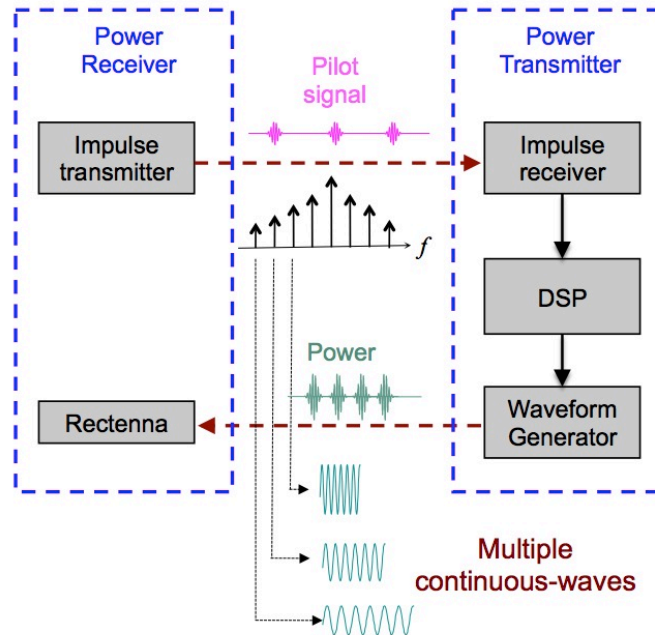 Power
Receiver
Pilot
signal
Power
Transmitter
Impulse
transmitter
Impulse
receiver
f
DSP
Power
Rectenna
Waveform
Generator
Multiple
continuous-waves